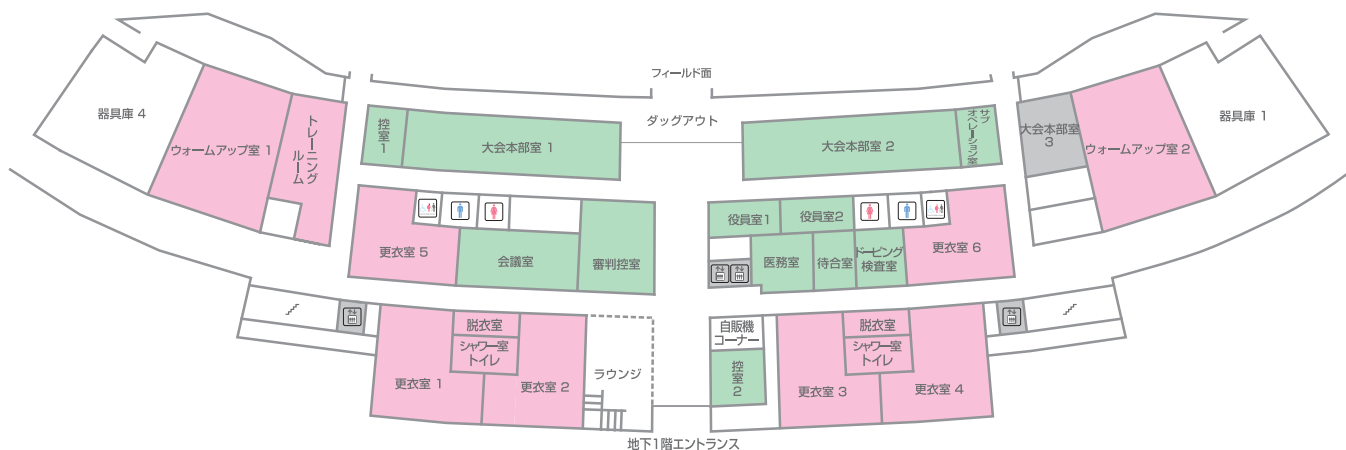 フィールド面
ダッグアウト
器具庫 4
ウォームアップ室 1
トレーニング
ルーム
控室 1
大会本部室 1
大会本部室 2
サブ
オペレーション室
大会本部室
3
ウォームアップ室 2
器具庫 1
更衣室 5
会議室
審判控室
役員室1
役員室2
医務室
待合室
ドーピング
検査室
更衣室 6
脱衣室
シャワー室
トイレ
更衣室 1
更衣室 2
ラウンジ
自販機
コーナー
控室 2
脱衣室
シャワー室
トイレ
更衣室 3
更衣室 4
地下1階エントランス